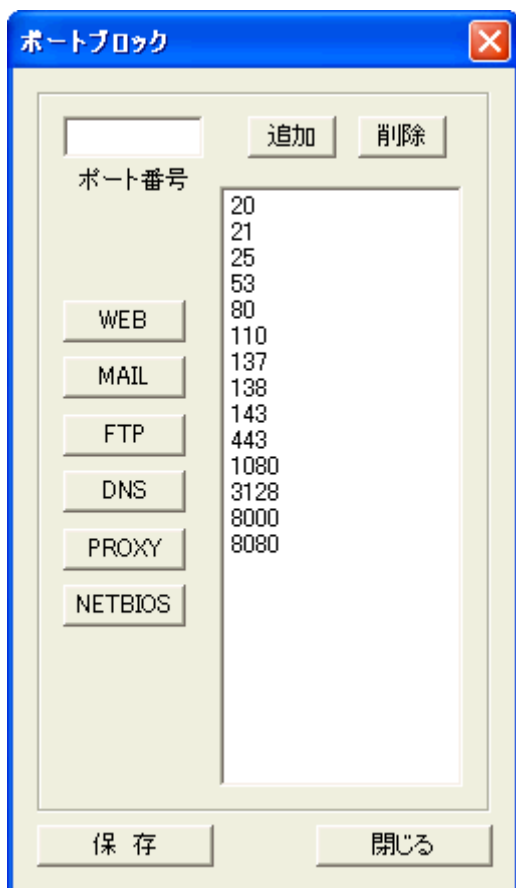 ポートブロック
追加 削除
ポート番号
20
21
25
53
80
110
137
138
143
443
1080
3128
8000
8080
WEB
MAIL
FTP
DNS
PROXY
NETBIOS
保 存 閉じる